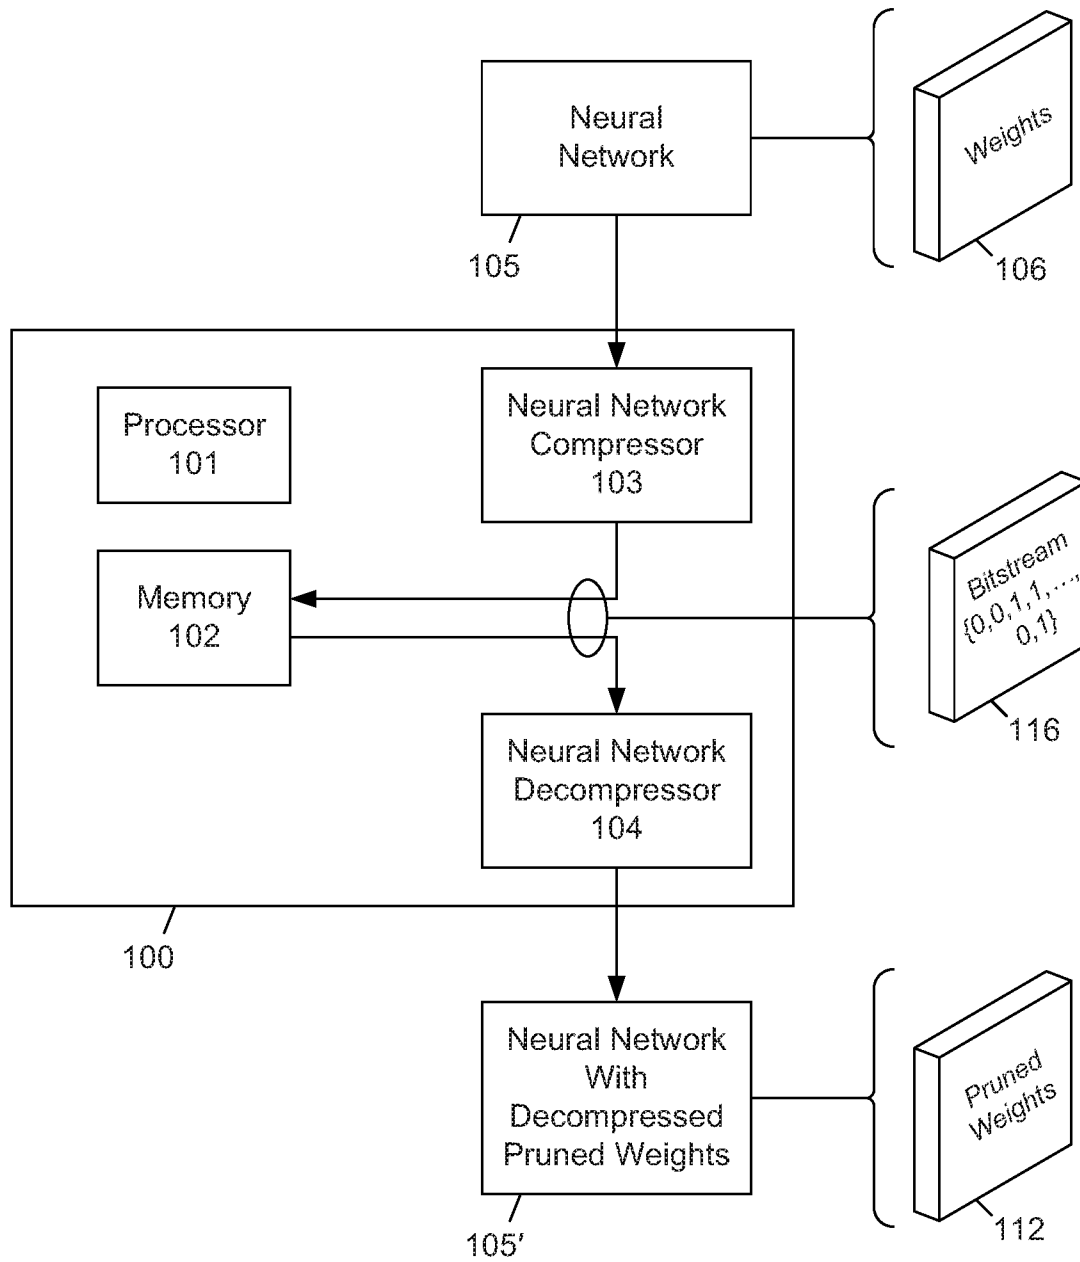 Neural
Network
Weights
105
106
Processor
101
Neural Network
Compressor
103
Memory
102
Bitstream
{0,0,1,1,···,
0,1}
116
Neural Network
Decompressor
104
100
Neural Network
With
Decompressed
Pruned Weights
Pruned
Weights
105'
112